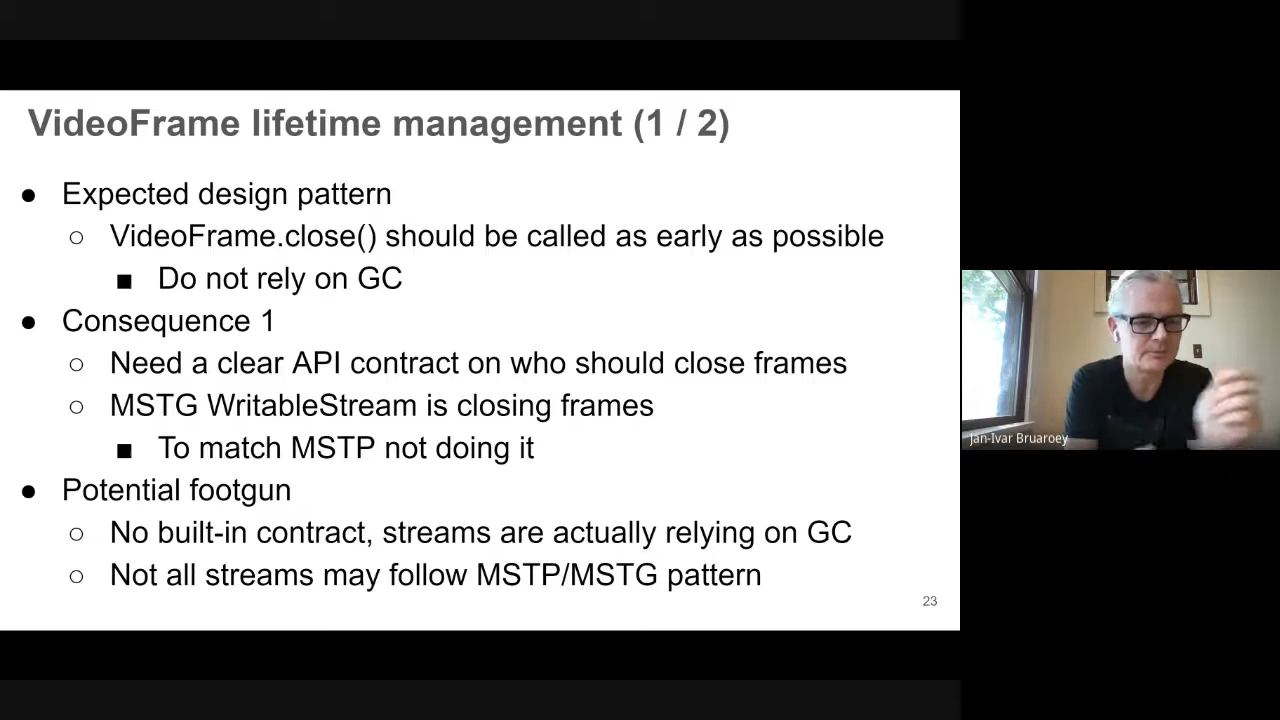 VideoFrame lifetime management (1 / 2)
● Expected design pattern
○ VideoFrame.close() should be called as early as possible
■ Do not rely on GC
● Consequence 1
○ Need a clear API contract on who should close frames
○ MSTG WritableStream is closing frames
■ To match MSTP not doing it
● Potential footgun
○ No built-in contract, streams are actually relying on GC
○ Not all streams may follow MSTP/MSTG pattern
23
Jan-Ivar Bruaroey